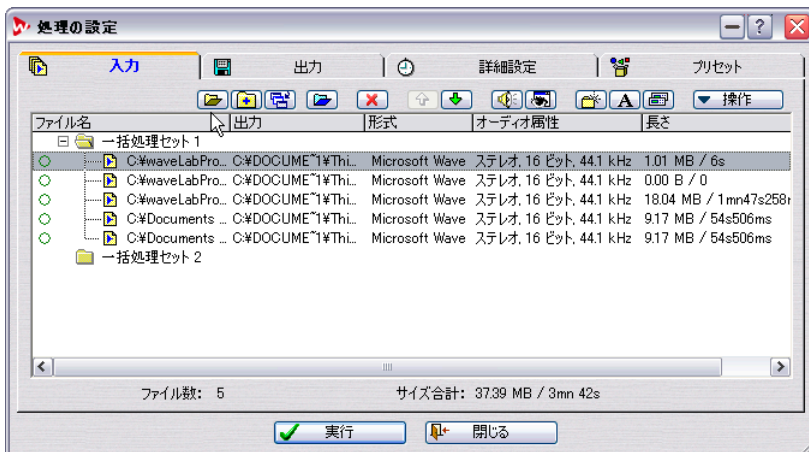 処理の設定
入力 出力 詳細設定 プリセット
操作
ファイル名 出力 形式 オーディオ属性 長さ
一括処理セット 1
C:¥waveLabPro... C:¥DOCUME~1¥Thi... Microsoft Wave ステレオ, 16 ビット, 44.1 kHz 1.01 MB / 6s
C:¥waveLabPro... C:¥DOCUME~1¥Thi... Microsoft Wave ステレオ, 16 ビット, 44.1 kHz 0.00 B / 0
C:¥waveLabPro... C:¥DOCUME~1¥Thi... Microsoft Wave ステレオ, 16 ビット, 44.1 kHz 18.04 MB / 1mn47s258m
C:¥Documents ... C:¥DOCUME~1¥Thi... Microsoft Wave ステレオ, 16 ビット, 44.1 kHz 9.17 MB / 54s506ms
C:¥Documents ... C:¥DOCUME~1¥Thi... Microsoft Wave ステレオ, 16 ビット, 44.1 kHz 9.17 MB / 54s506ms
一括処理セット 2
ファイル数: 5 サイズ合計: 37.39 MB / 3mn 42s
実行 閉じる